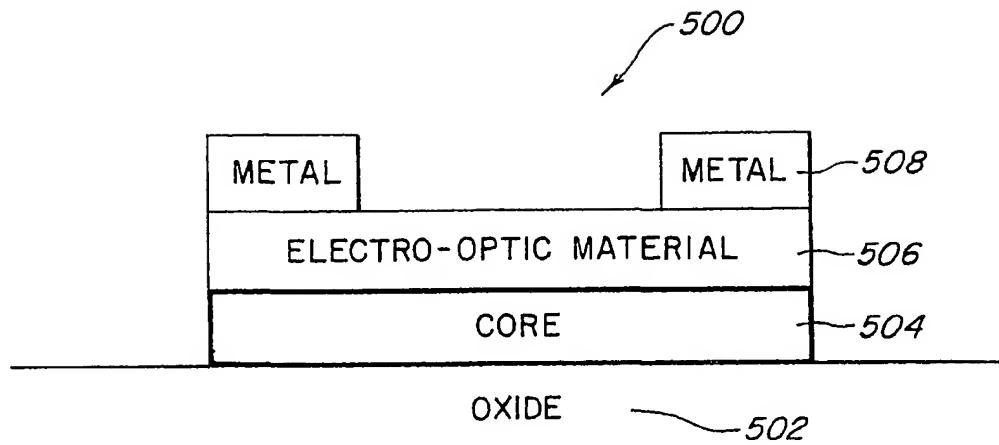 500
METAL METAL 508
ELECTRO-OPTIC MATERIAL 506
CORE 504
OXIDE 502